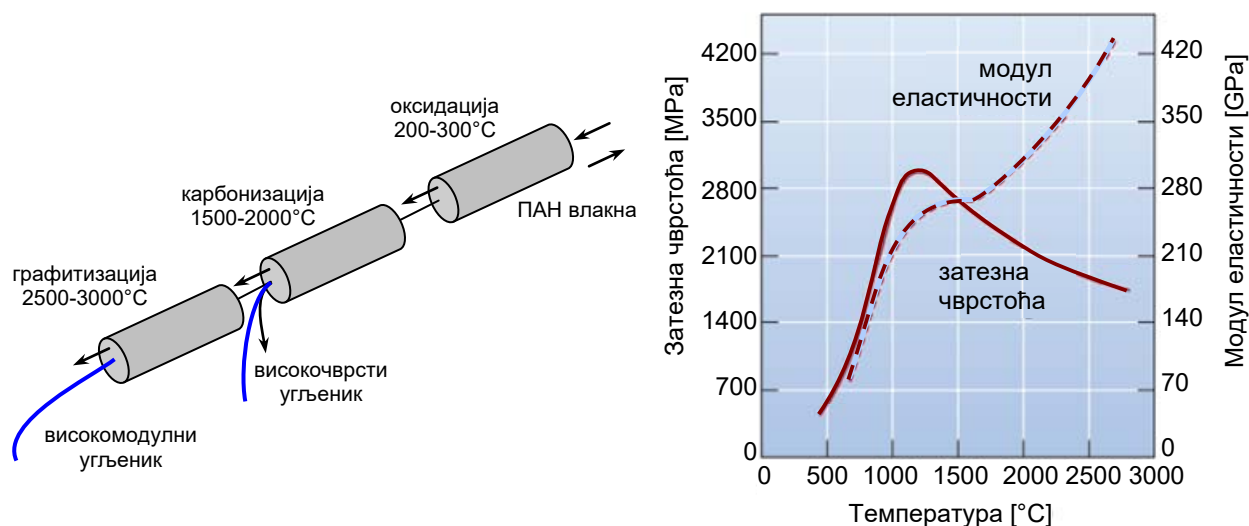 оксидација
200-300°C
ПАН влакна
карбонизација
1500-2000°C
графитизација
2500-3000°C
високочврсти
угљеник
високомодулни
угљеник
Затезна чврстоћа [MPa]
4200
3500
2800
2100
1400
700
0
модул
еластичности
затезна
чврстоћа
420
350
280
210
140
70
0
Модул еластичности [GPa]
0 500 1000 1500 2000 2500 3000
Температура [°C]